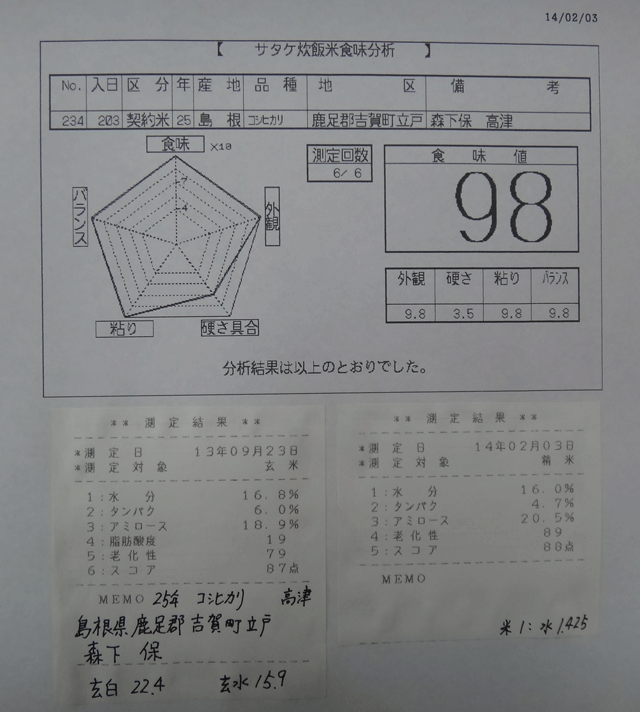 14/02/03
【 サタケ炊飯米食味分析 】
No. 入日 区分 年 産地 品種 地区 備考
234 203 契約米 25 島根 コシヒカリ 鹿足郡吉賀町立戸 森下保 高津
食味 ×10
7
4
外観
硬さ具合
粘り
バランス
測定回数
6/ 6
食味値
98
外観 硬さ 粘り バランス
9.8 3.5 9.8 9.8
分析結果は以上のとおりでした。
** 測定結果 **
*測定日 13年09月23日
*測定対象 玄米
1:水分 16.8%
2:タンパク 6.0%
3:アミロース 18.9%
4:脂肪酸度 19
5:老化性 79
6:スコア 87点
MEMO 25年 コシヒカリ 高津
島根県鹿足郡吉賀町立戸
森下 保
玄白 22.4 玄水 15.9
** 測定結果 **
*測定日 14年02月03日
*測定対象 精米
1:水分 16.0%
2:タンパク 4.7%
3:アミロース 20.5%
4:老化性 89
5:スコア 88点
MEMO
米1:水1.425